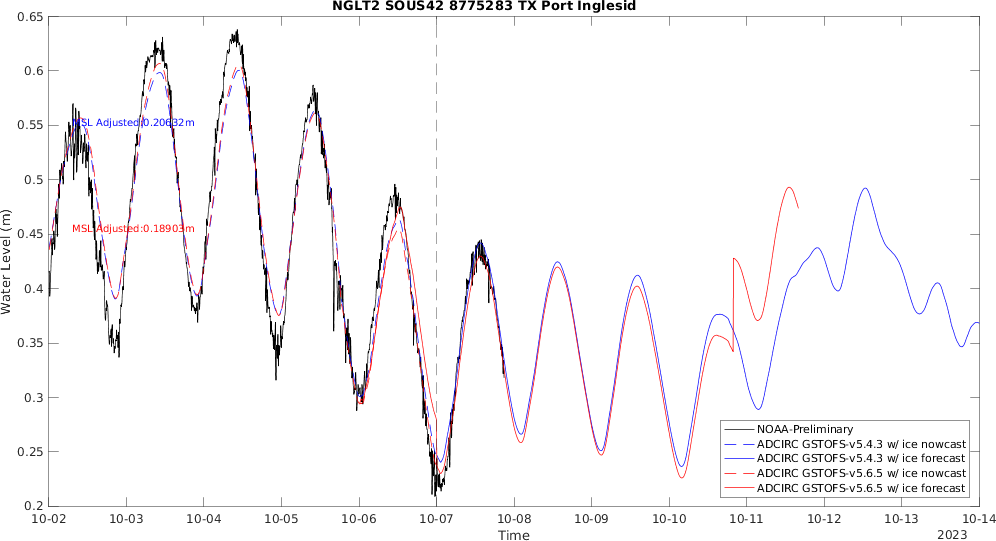 NGLT2 SOUS42 8775283 TX Port Inglesid
0.65
0.6
0.55
0.5
0.45
0.4
0.35
0.3
0.25
0.2
Water Level (m)
MSL Adjusted:0.20632m
MSL Adjusted:0.18903m
NOAA-Preliminary
ADCIRC GSTOFS-v5.4.3 w/ ice nowcast
ADCIRC GSTOFS-v5.4.3 w/ ice forecast
ADCIRC GSTOFS-v5.6.5 w/ ice nowcast
ADCIRC GSTOFS-v5.6.5 w/ ice forecast
10-02 10-03 10-04 10-05 10-06 10-07 10-08 10-09 10-10 10-11 10-12 10-13 10-14
Time
2023